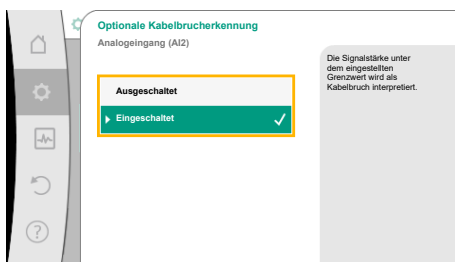 Optionale Kabelbrucherkennung
Analogeingang (AI2)
Ausgeschaltet
Eingeschaltet
Die Signalstärke unter
dem eingestellten
Grenzwert wird als
Kabelbruch interpretiert.
?